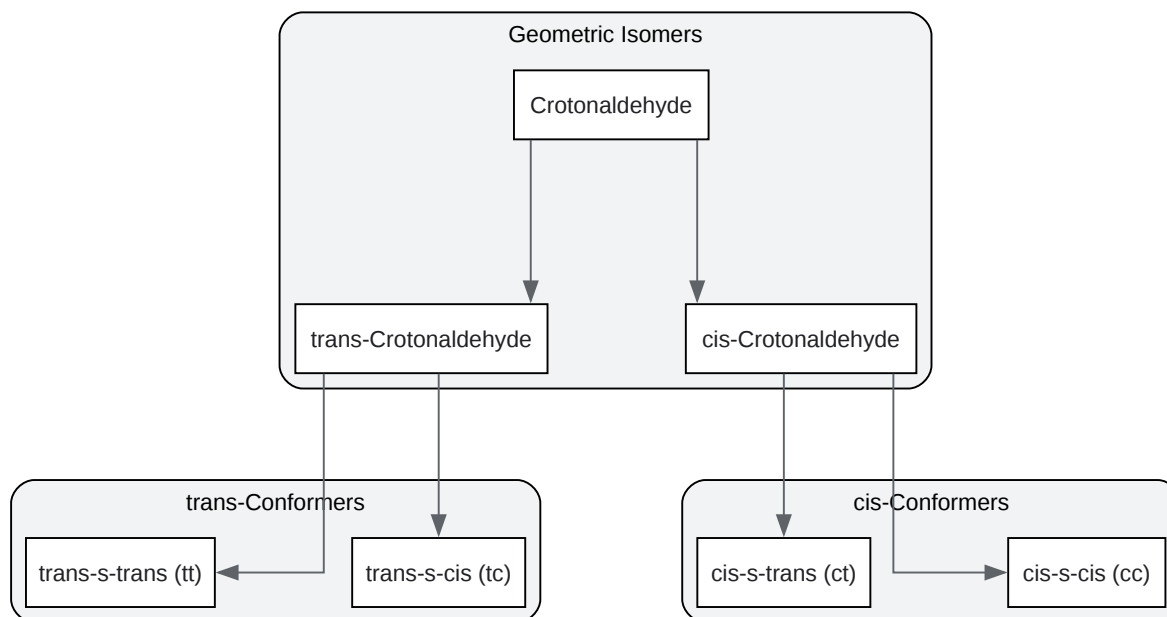 Geometric Isomers
Crotonaldehyde
trans-Crotonaldehyde
cis-Crotonaldehyde
trans-Conformers
cis-Conformers
trans-s-trans (tt)
trans-s-cis (tc)
cis-s-trans (ct)
cis-s-cis (cc)